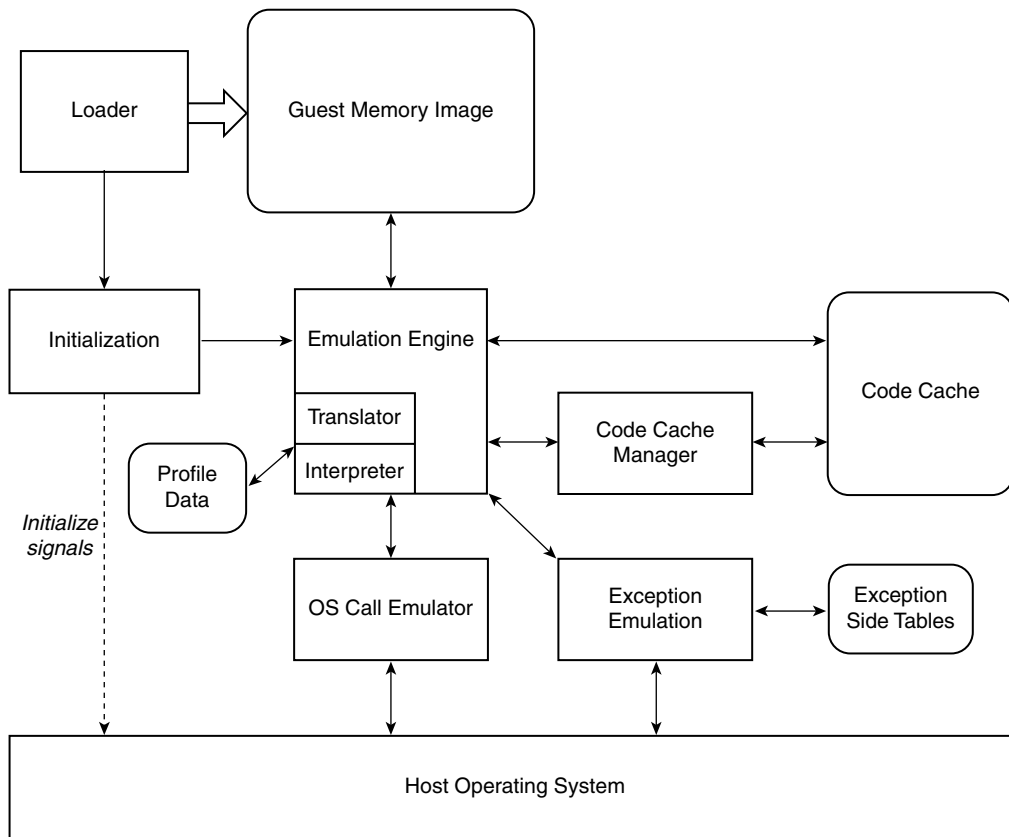 Loader
Guest Memory Image
Initialization
Emulation Engine
Translator
Interpreter
Code Cache
Manager
Code Cache
Profile
Data
Initialize
signals
OS Call Emulator
Exception
Emulation
Exception
Side Tables
Host Operating System